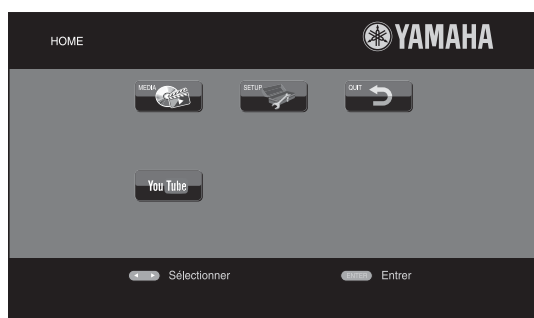 HOME
YAMAHA
MEDIA
SETUP
QUIT
You Tube
Sélectionner
ENTER
Entrer